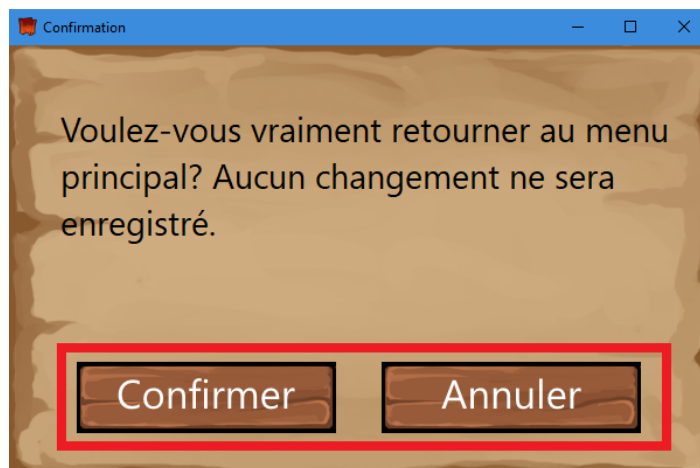 Confirmation
Voulez-vous vraiment retourner au menu
principal? Aucun changement ne sera
enregistré.
Confirmer Annuler